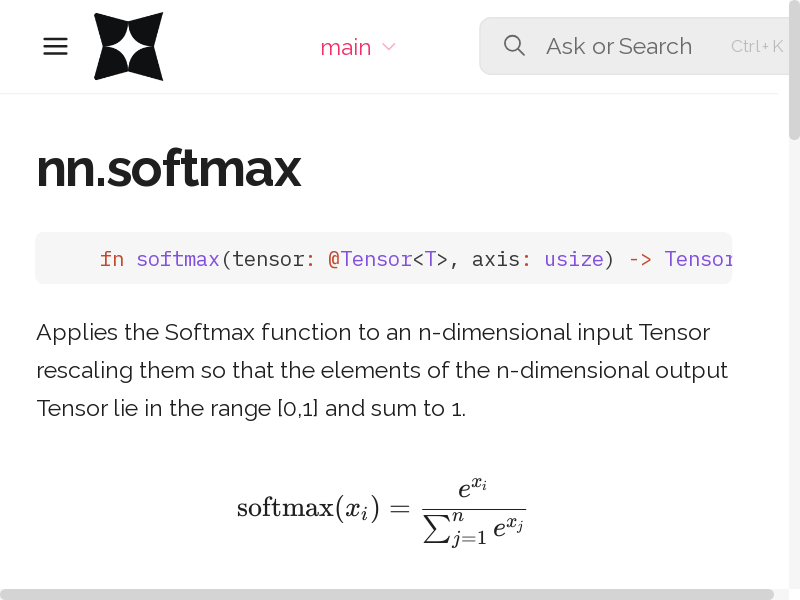 main
Ask or Search
Ctrl+K
nn.softmax
fn softmax(tensor: @Tensor<T>, axis: usize) -> Tensor
Applies the Softmax function to an n-dimensional input Tensor
rescaling them so that the elements of the n-dimensional output
Tensor lie in the range [0,1] and sum to 1.
softmax(x_i) = \frac{e^{x_i}}{\sum_{j=1}^{n} e^{x_j}}